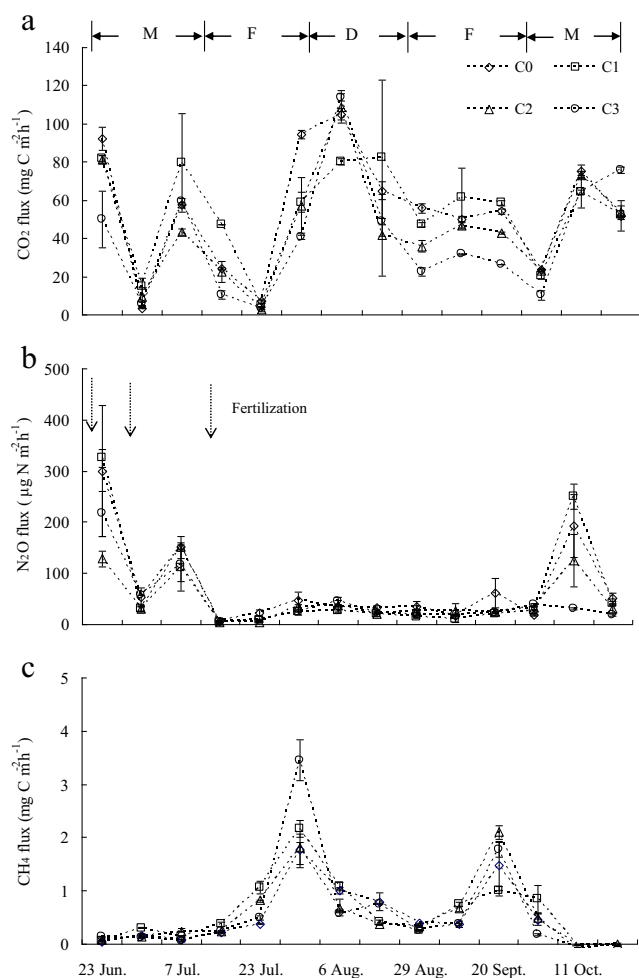 a
M F D F M
140
120
100
80
60
40
20
0
CO2 flux (mg C m-2h-1)
C0 C1
C2 C3
b
500
400
300
200
100
0
N2O flux ( µg N m-2h-1)
Fertilization
c
5
4
3
2
1
0
CH4 flux (mg C m-2h-1)
23 Jun. 7 Jul. 23 Jul. 6 Aug. 29 Aug. 20 Sept. 11 Oct.